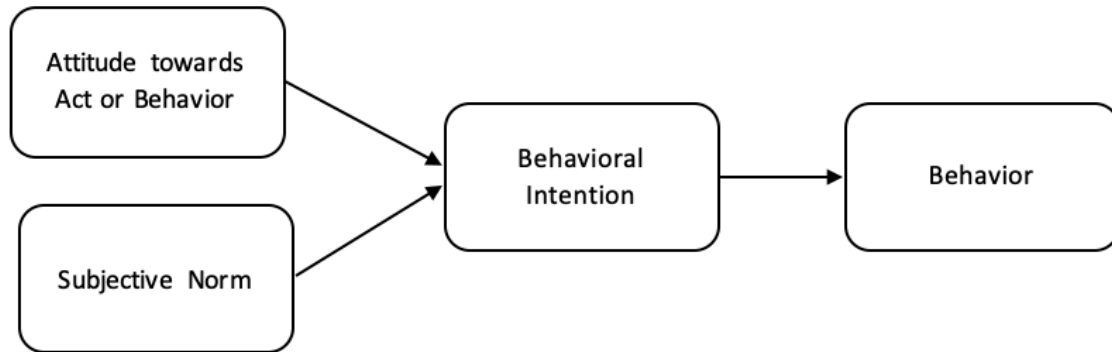 Attitude towards
Act or Behavior
Behavioral
Intention
Behavior
Subjective Norm